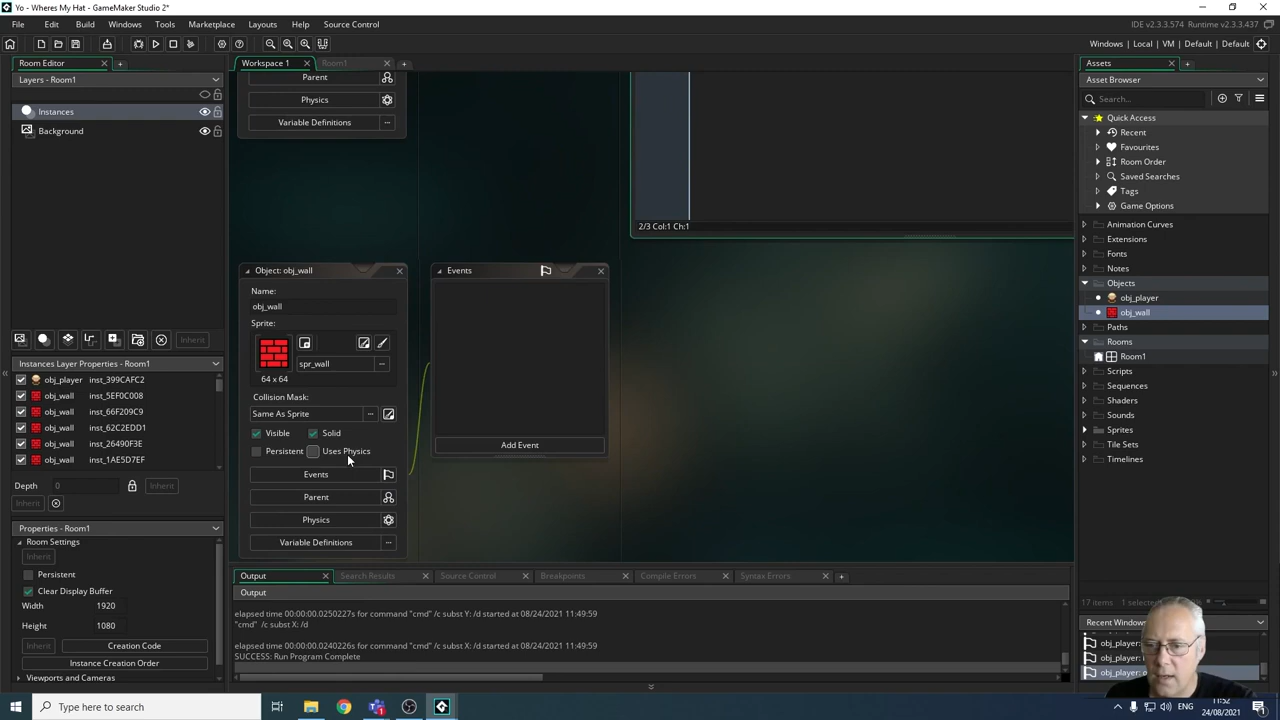 Yo - Wheres My Hat - GameMaker Studio 2*
File Edit Build Windows Tools Marketplace Layouts Help Source Control
IDE v2.3.3.574 Runtime v2.3.3.437
Windows | Local | VM | Default | Default
Room Editor
Layers - Room1
Instances
Background
Inherit
Instances Layer Properties - Room1
obj_player inst_399CAFC2
obj_wall inst_5EF0C008
obj_wall inst_66F209C9
obj_wall inst_62C2EDD1
obj_wall inst_26490F3E
obj_wall inst_1AE5D7EF
Depth 0 Inherit
Inherit
Properties - Room1
Room Settings
Inherit
Persistent
Clear Display Buffer
Width 1920
Height 1080
Inherit Creation Code
Instance Creation Order
Viewports and Cameras
Workspace 1
Room1
Parent
Physics
Variable Definitions
2/3 Col:1 Ch:1
Object: obj_wall
Name:
obj_wall
Sprite:
spr_wall
64 x 64
Collision Mask:
Same As Sprite
Visible Solid
Persistent Uses Physics
Events
Parent
Physics
Variable Definitions
Events
Add Event
Output Search Results Source Control Breakpoints Compile Errors Syntax Errors
Output
elapsed time 00:00:00.0250227s for command "cmd" /c subst Y: /d started at 08/24/2021 11:49:59
"cmd" /c subst X: /d
elapsed time 00:00:00.0240226s for command "cmd" /c subst X: /d started at 08/24/2021 11:49:59
SUCCESS: Run Program Complete
Assets
Asset Browser
Search...
Quick Access
Recent
Favourites
Room Order
Saved Searches
Tags
Game Options
Animation Curves
Extensions
Fonts
Notes
Objects
obj_player
obj_wall
Paths
Rooms
Room1
Scripts
Sequences
Shaders
Sounds
Sprites
Tile Sets
Timelines
17 items
Recent Windows
obj_player:
obj_player:
obj_player:
Type here to search
ENG
11:52
24/08/2021